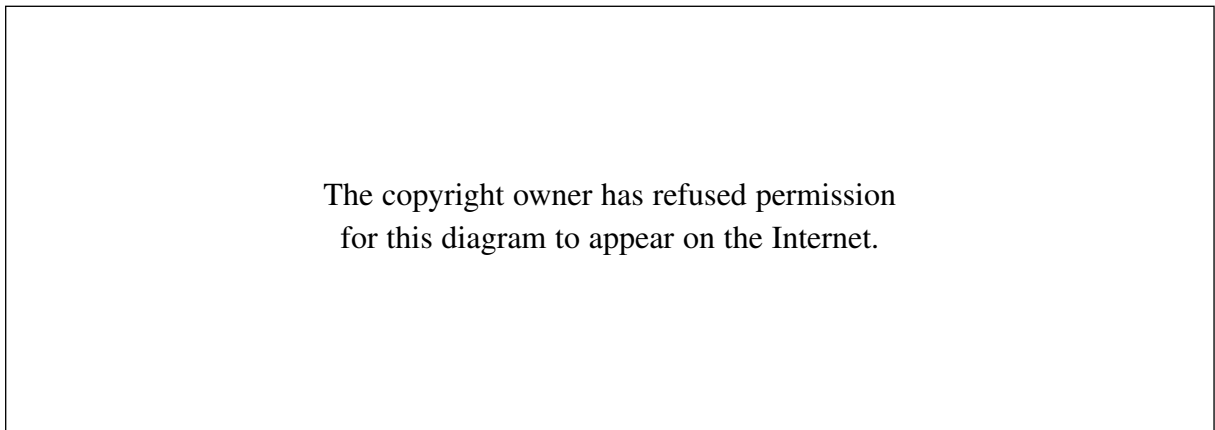 The copyright owner has refused permission
for this diagram to appear on the Internet.